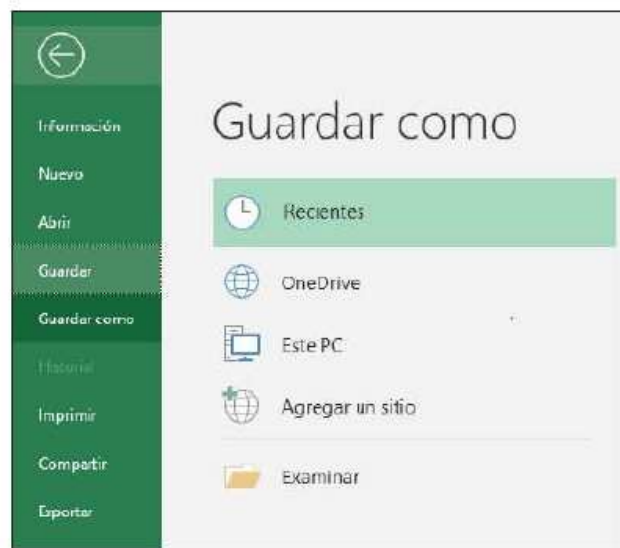 Información
Nuevo
Abrir
Guardar
Guardar como
Historial
Imprimir
Compartir
Exportar
Guardar como
Recientes
OneDrive
Este PC
Agregar un sitio
Examinar